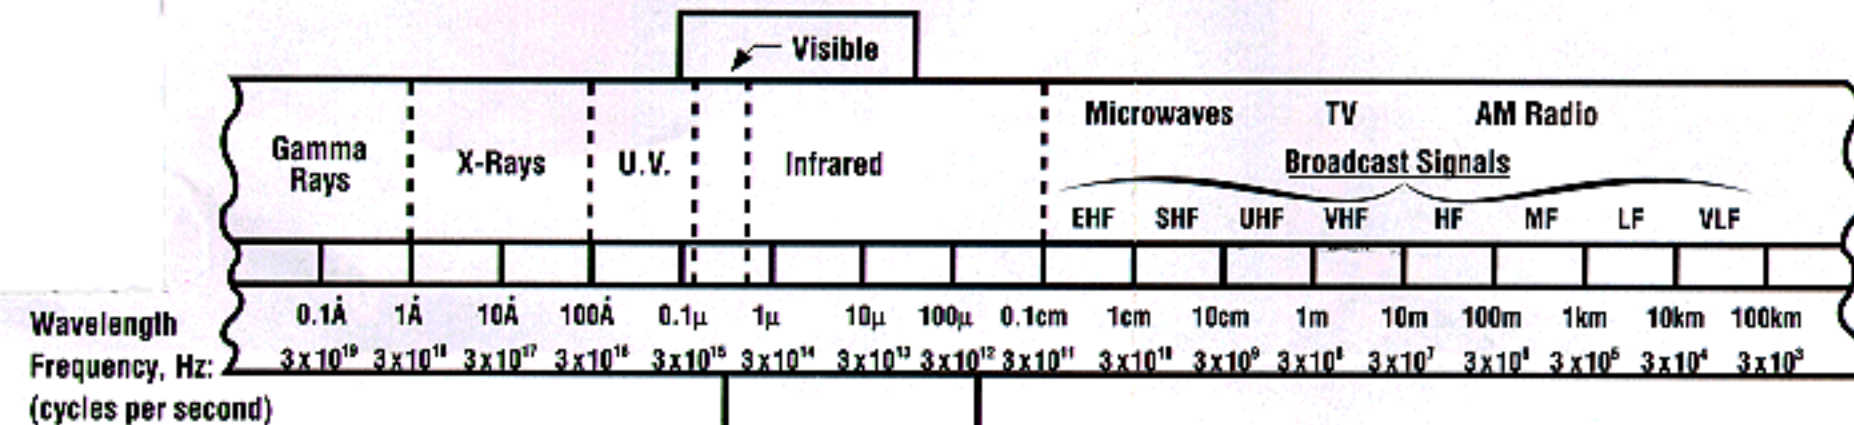 Visible
Microwaves TV AM Radio
Gamma Rays X-Rays U.V. Infrared Broadcast Signals
EHF SHF UHF VHF HF MF LF VLF
Wavelength 0.1Å 1Å 10Å 100Å 0.1μ 1μ 10μ 100μ 0.1cm 1cm 10cm 1m 10m 100m 1km 10km 100km
Frequency, Hz: 3x10¹⁹ 3x10¹⁸ 3x10¹⁷ 3x10¹⁶ 3x10¹⁵ 3x10¹⁴ 3x10¹³ 3x10¹² 3x10¹¹ 3x10¹⁰ 3x10⁹ 3x10⁸ 3x10⁷ 3x10⁶ 3x10⁵ 3x10⁴ 3x10³
(cycles per second)